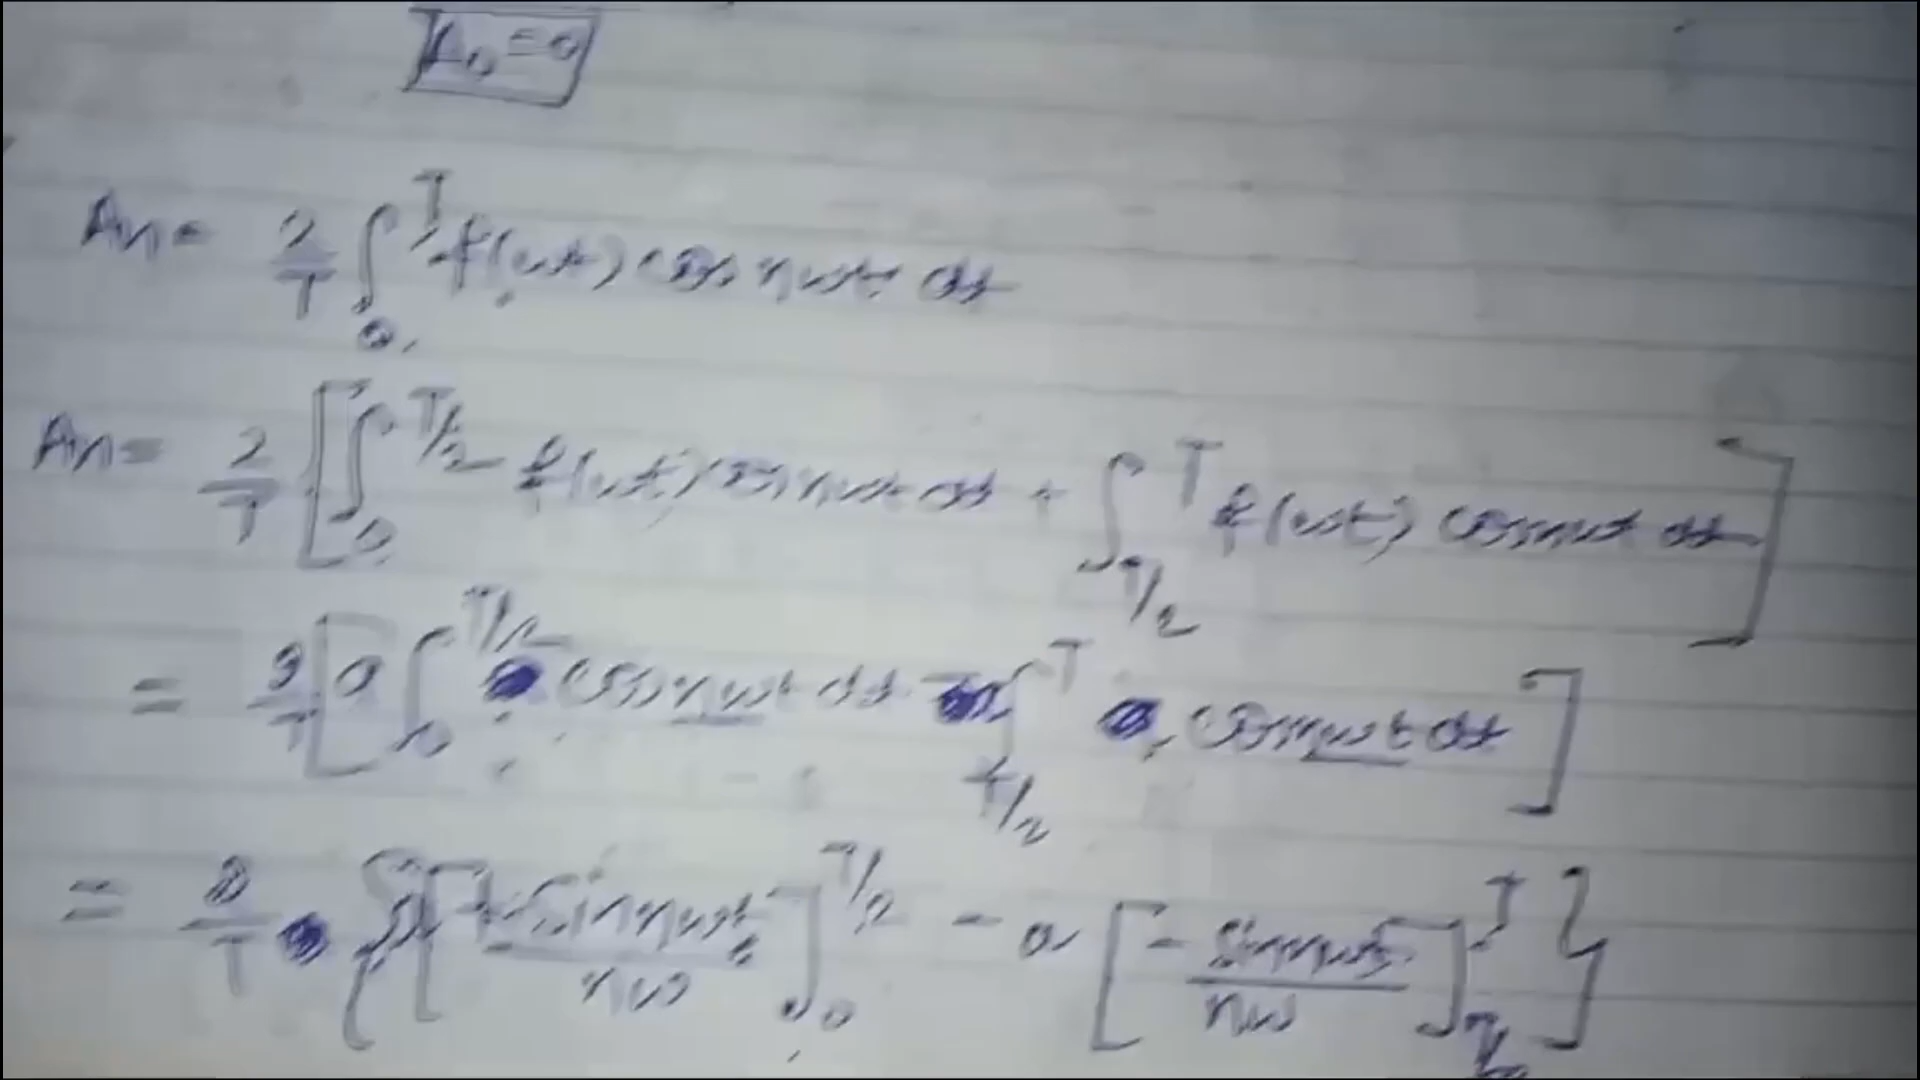 A₀ = 0
An = 2/T ∫₀^T f(ωt) cos nωt dt
An = 2/T [ ∫₀^T/2 f(ωt) cos nωt dt + ∫_T/2^T f(ωt) cos nωt dt ]
= 2/T [ a ∫₀^T/2 cos nωt dt - ∫_T/2^T cos nωt dt ]
= 2/T { [ sin nωt / nω ]₀^T/2 - a [ - sin nωt / nω ]_T/2^T }